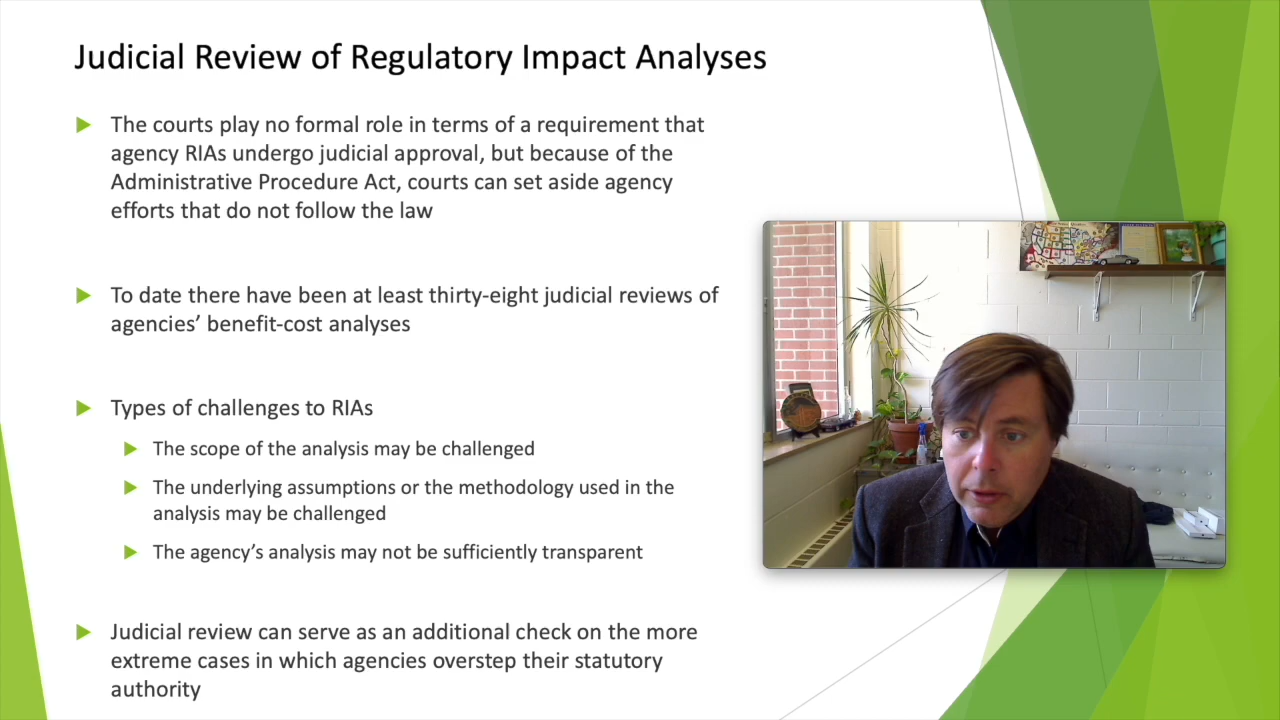 Judicial Review of Regulatory Impact Analyses
The courts play no formal role in terms of a requirement that
agency RIAs undergo judicial approval, but because of the
Administrative Procedure Act, courts can set aside agency
efforts that do not follow the law
To date there have been at least thirty-eight judicial reviews of
agencies’ benefit-cost analyses
Types of challenges to RIAs
The scope of the analysis may be challenged
The underlying assumptions or the methodology used in the
analysis may be challenged
The agency’s analysis may not be sufficiently transparent
Judicial review can serve as an additional check on the more
extreme cases in which agencies overstep their statutory
authority